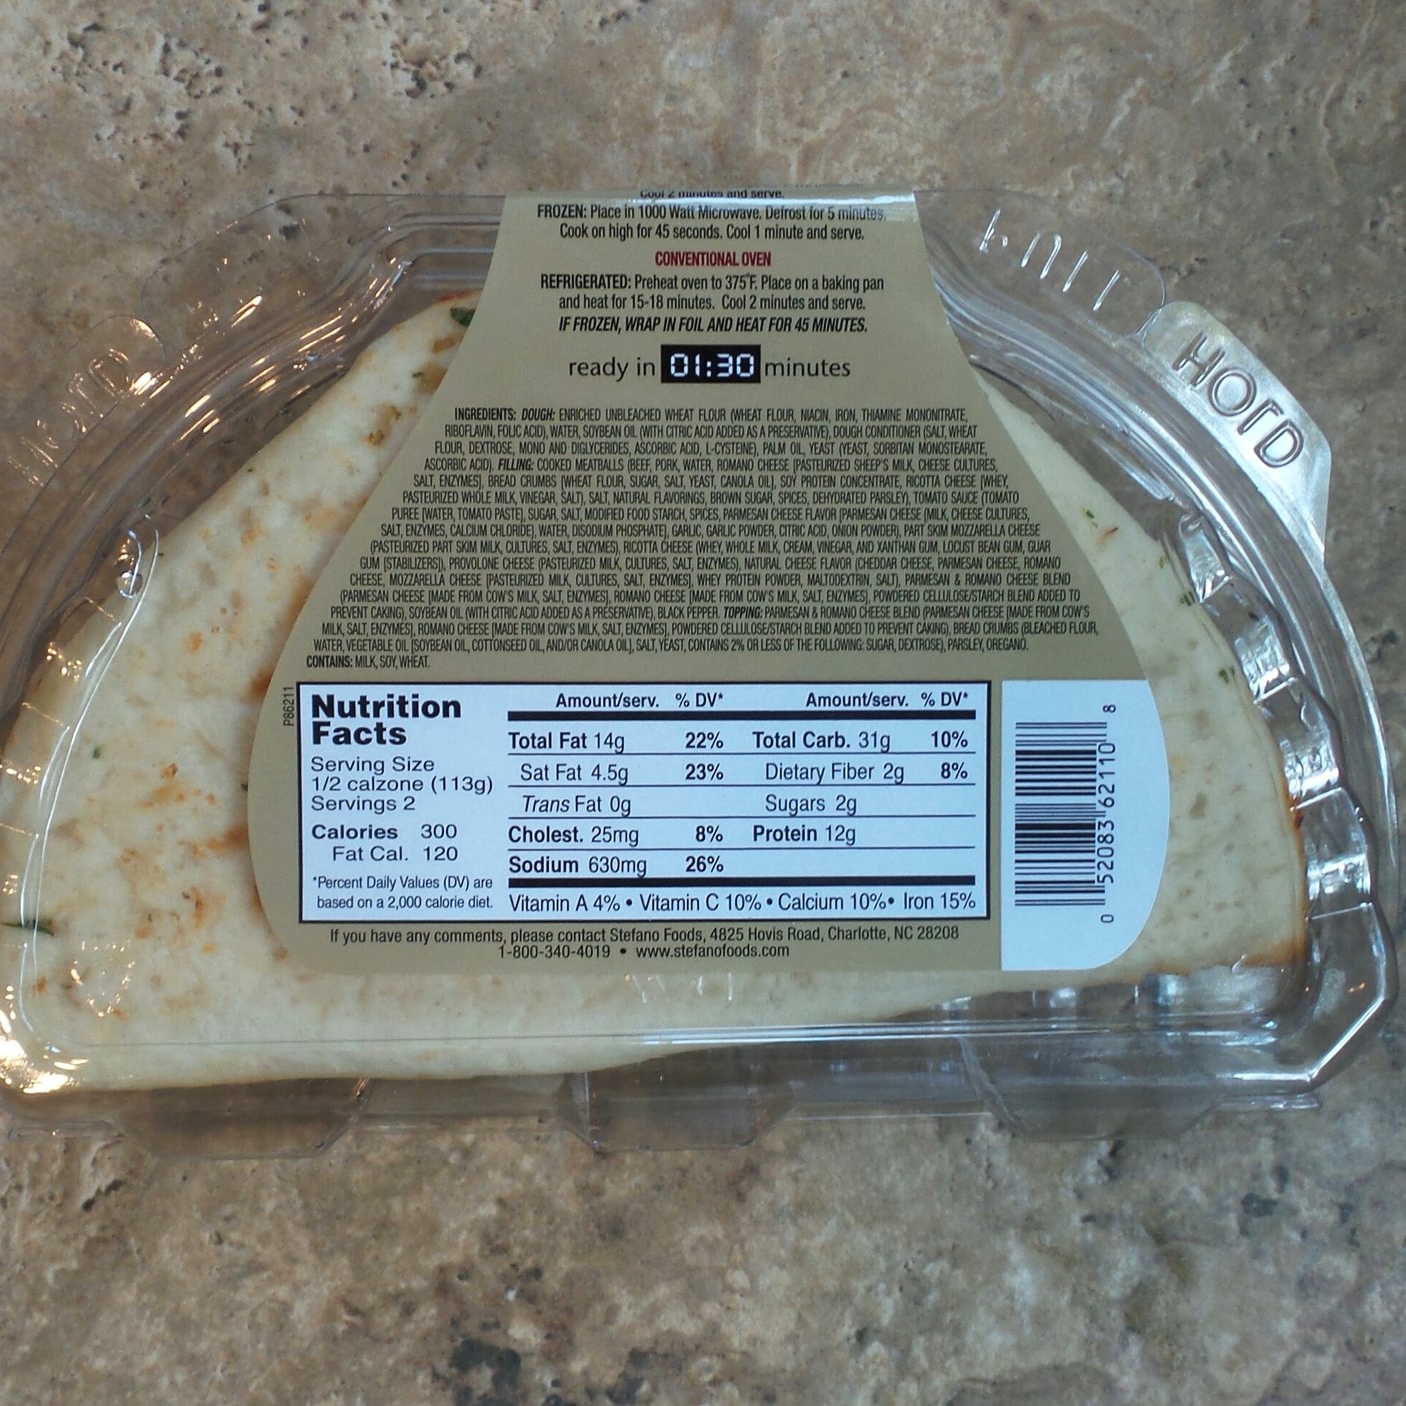 Cool 2 minutes and serve.
FROZEN: Place in 1000 Watt Microwave. Defrost for 5 minutes.
Cook on high for 45 seconds. Cool 1 minute and serve.
CONVENTIONAL OVEN
REFRIGERATED: Preheat oven to 375°F. Place on a baking pan
and heat for 15-18 minutes. Cool 2 minutes and serve.
IF FROZEN, WRAP IN FOIL AND HEAT FOR 45 MINUTES.
ready in 01:30 minutes
HOLD
INGREDIENTS: DOUGH: ENRICHED UNBLEACHED WHEAT FLOUR (WHEAT FLOUR, NIACIN, IRON, THIAMINE MONONITRATE,
RIBOFLAVIN, FOLIC ACID), WATER, SOYBEAN OIL (WITH CITRIC ACID ADDED AS A PRESERVATIVE), DOUGH CONDITIONER (SALT, WHEAT
FLOUR, DEXTROSE, MONO AND DIGLYCERIDES, ASCORBIC ACID, L-CYSTEINE), PALM OIL, YEAST (YEAST, SORBITAN MONOSTEARATE,
ASCORBIC ACID). FILLING: COOKED MEATBALLS (BEEF, PORK, WATER, ROMANO CHEESE [PASTEURIZED SHEEP'S MILK, CHEESE CULTURES,
SALT, ENZYMES], BREAD CRUMBS [WHEAT FLOUR, SUGAR, SALT, YEAST, CANOLA OIL], SOY PROTEIN CONCENTRATE, RICOTTA CHEESE [WHEY,
PASTEURIZED WHOLE MILK, VINEGAR, SALT), SALT, NATURAL FLAVORINGS, BROWN SUGAR, SPICES, DEHYDRATED PARSLEY), TOMATO SAUCE (TOMATO
PUREE [WATER, TOMATO PASTE], SUGAR, SALT, MODIFIED FOOD STARCH, SPICES, PARMESAN CHEESE FLAVOR [PARMESAN CHEESE (MILK, CHEESE CULTURES,
SALT, ENZYMES, CALCIUM CHLORIDE), WATER, DISODIUM PHOSPHATE], GARLIC, GARLIC POWDER, CITRIC ACID, ONION POWDER), PART SKIM MOZZARELLA CHEESE
(PASTEURIZED PART SKIM MILK, CULTURES, SALT, ENZYMES), RICOTTA CHEESE (WHEY, WHOLE MILK, CREAM, VINEGAR, AND XANTHAN GUM, LOCUST BEAN GUM, GUAR
GUM [STABILIZERS]), PROVOLONE CHEESE (PASTEURIZED MILK, CULTURES, SALT, ENZYMES), NATURAL CHEESE FLAVOR (CHEDDAR CHEESE, PARMESAN CHEESE, ROMANO
CHEESE, MOZZARELLA CHEESE [PASTEURIZED MILK, CULTURES, SALT, ENZYMES], WHEY PROTEIN POWDER, MALTODEXTRIN, SALT), PARMESAN & ROMANO CHEESE BLEND
(PARMESAN CHEESE [MADE FROM COW'S MILK, SALT, ENZYMES], ROMANO CHEESE [MADE FROM COW'S MILK, SALT, ENZYMES], POWDERED CELLULOSE/STARCH BLEND ADDED TO
PREVENT CAKING), SOYBEAN OIL (WITH CITRIC ACID ADDED AS A PRESERVATIVE), BLACK PEPPER. TOPPING: PARMESAN & ROMANO CHEESE BLEND (PARMESAN CHEESE [MADE FROM COW'S
MILK, SALT, ENZYMES], ROMANO CHEESE [MADE FROM COW'S MILK, SALT, ENZYMES], POWDERED CELLULOSE/STARCH BLEND ADDED TO PREVENT CAKING), BREAD CRUMBS (BLEACHED FLOUR,
WATER, VEGETABLE OIL [SOYBEAN OIL, COTTONSEED OIL, AND/OR CANOLA OIL], SALT, YEAST, CONTAINS 2% OR LESS OF THE FOLLOWING: SUGAR, DEXTROSE), PARSLEY, OREGANO.
CONTAINS: MILK, SOY, WHEAT.
P86211
Nutrition
Facts
Serving Size
1/2 calzone (113g)
Servings 2
Calories 300
Fat Cal. 120
*Percent Daily Values (DV) are
based on a 2,000 calorie diet.
Amount/serv. % DV* Amount/serv. % DV*
Total Fat 14g 22% Total Carb. 31g 10%
Sat Fat 4.5g 23% Dietary Fiber 2g 8%
Trans Fat 0g Sugars 2g
Cholest. 25mg 8% Protein 12g
Sodium 630mg 26%
Vitamin A 4% • Vitamin C 10% • Calcium 10% • Iron 15%
0 52083 62110 8
If you have any comments, please contact Stefano Foods, 4825 Hovis Road, Charlotte, NC 28208
1-800-340-4019 • www.stefanofoods.com